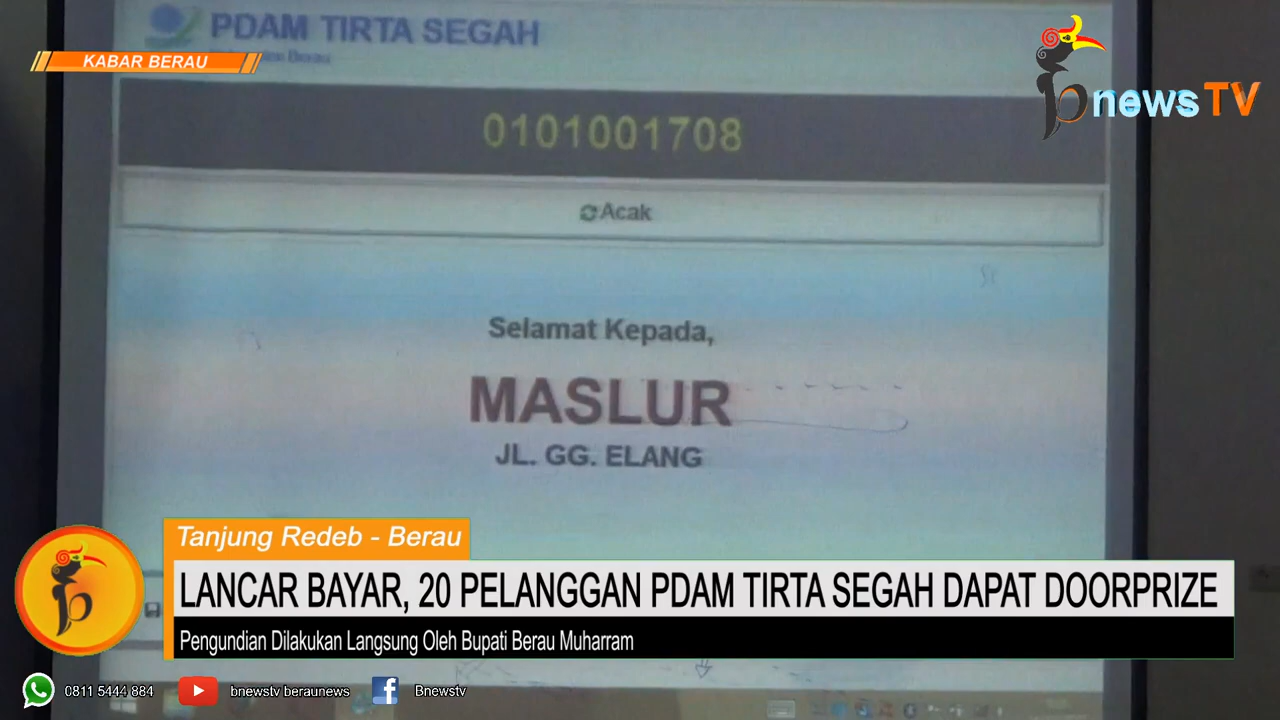 PDAM TIRTA SEGAH
KABAR BERAU
Berau
bnewsTV
0101001708
Acak
Selamat Kepada,
MASLUR
JL. GG. ELANG
Tanjung Redeb - Berau
LANCAR BAYAR, 20 PELANGGAN PDAM TIRTA SEGAH DAPAT DOORPRIZE
Pengundian Dilakukan Langsung Oleh Bupati Berau Muharram
0811 5444 884 bnewstv beraunews Bnewstv